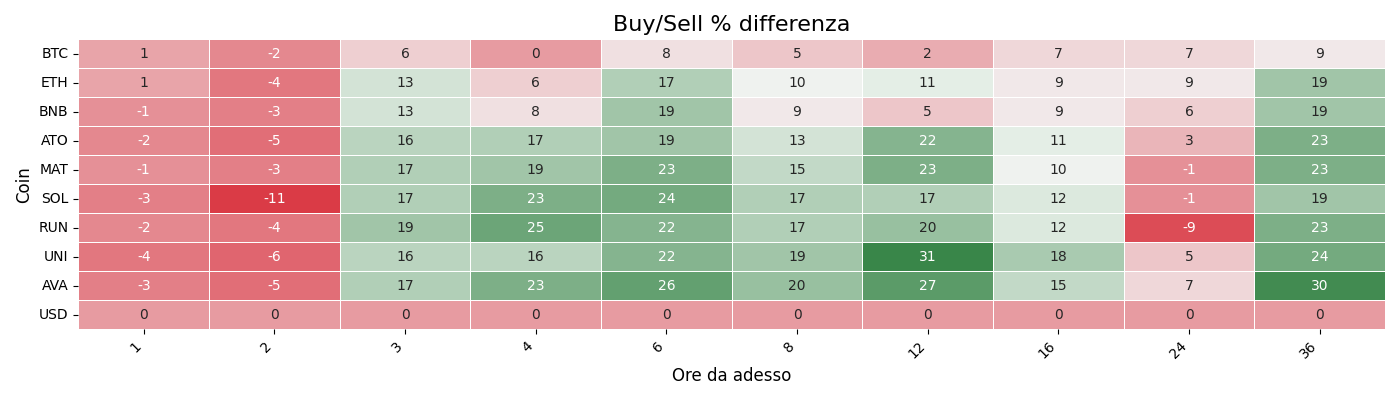 Buy/Sell % differenza
Coin
BTC 1 -2 6 0 8 5 2 7 7 9
ETH 1 -4 13 6 17 10 11 9 9 19
BNB -1 -3 13 8 19 9 5 9 6 19
ATO -2 -5 16 17 19 13 22 11 3 23
MAT -1 -3 17 19 23 15 23 10 -1 23
SOL -3 -11 17 23 24 17 17 12 -1 19
RUN -2 -4 19 25 22 17 20 12 -9 23
UNI -4 -6 16 16 22 19 31 18 5 24
AVA -3 -5 17 23 26 20 27 15 7 30
USD 0 0 0 0 0 0 0 0 0 0
1 2 3 4 6 8 12 16 24 36
Ore da adesso